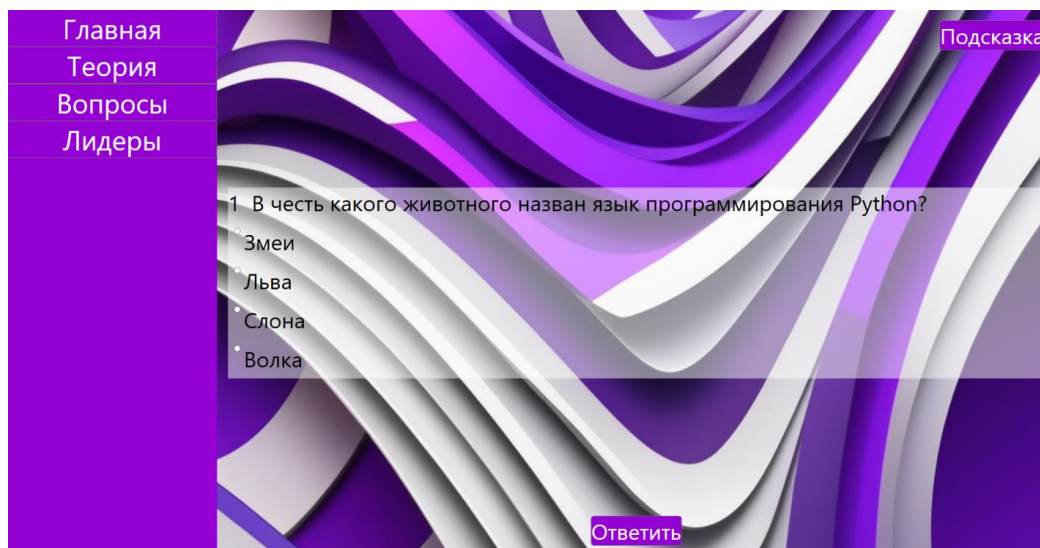 Главная
Теория
Вопросы
Лидеры
Подсказка
1 В честь какого животного назван язык программирования Python?
Змеи
Льва
Слона
Волка
Ответить